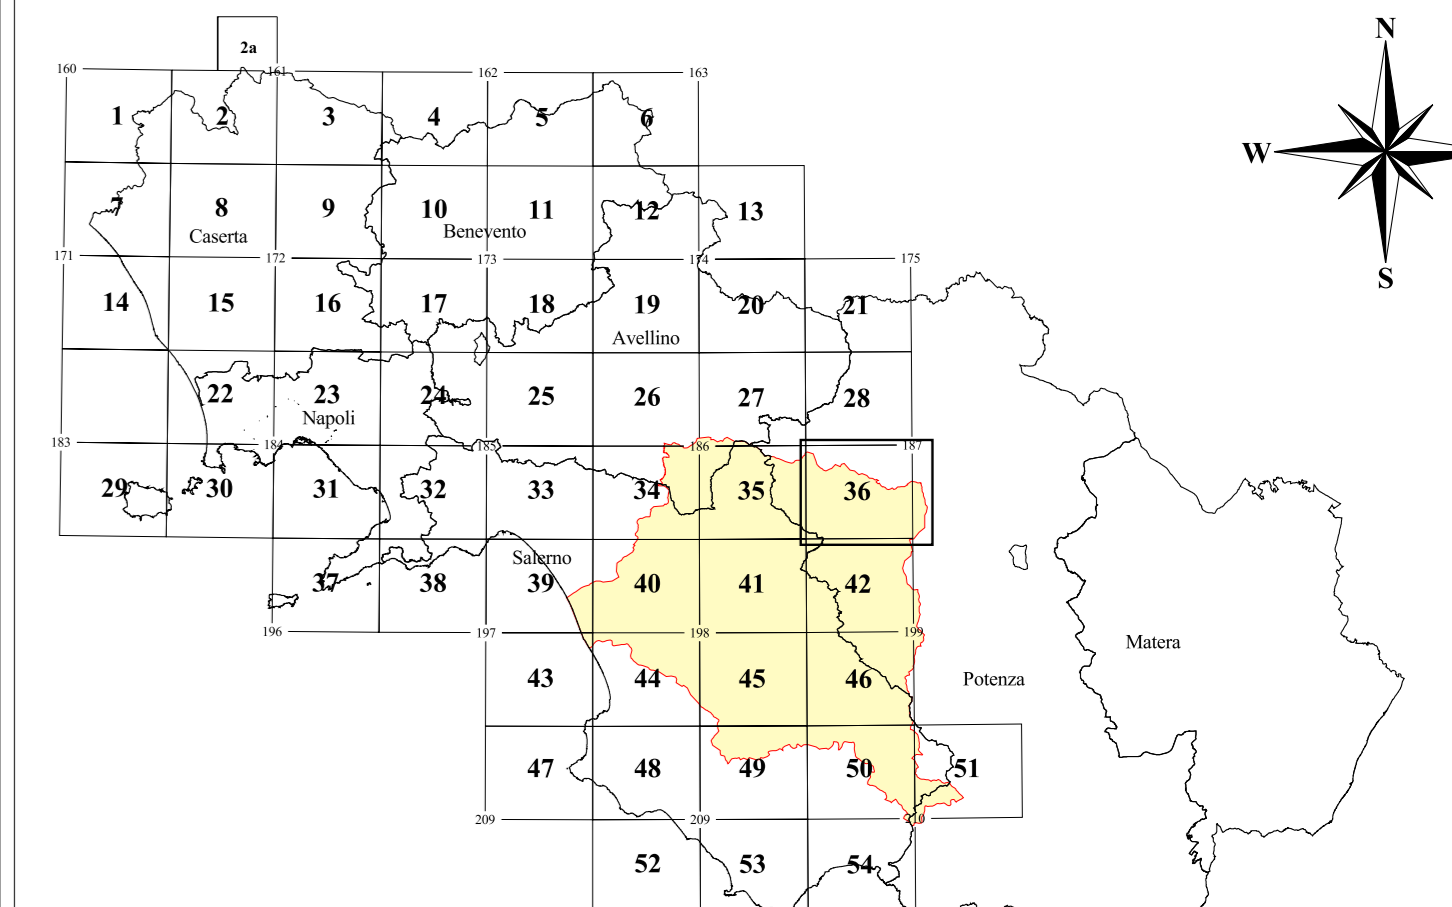 N
2a
160 161 162 163
1 2 3 4 5 6
W
7 8 9 10 11 12 13
Caserta Benevento
171 172 173 174 175
S
14 15 16 17 18 19 20 21
Avellino
22 23 24 25 26 27 28
Napoli
183 184 185 186 187
29 30 31 32 33 34 35 36
Salerno
37 38 39 40 41 42
196 197 198 199
Matera
43 44 45 46 Potenza
47 48 49 50 51
209 209 210
52 53 54